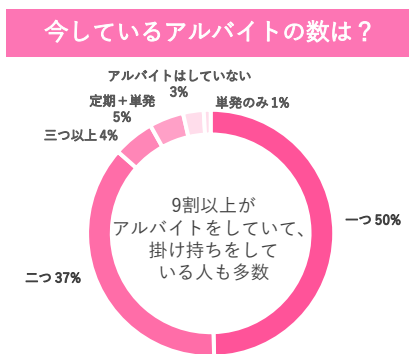 今しているアルバイトの数は？
アルバイトはしていない
3%
定期＋単発
5%
単発のみ 1%
三つ以上 4%
一つ 50%
二つ 37%
9割以上が
アルバイトをしていて、
掛け持ちをして
いる人も多数